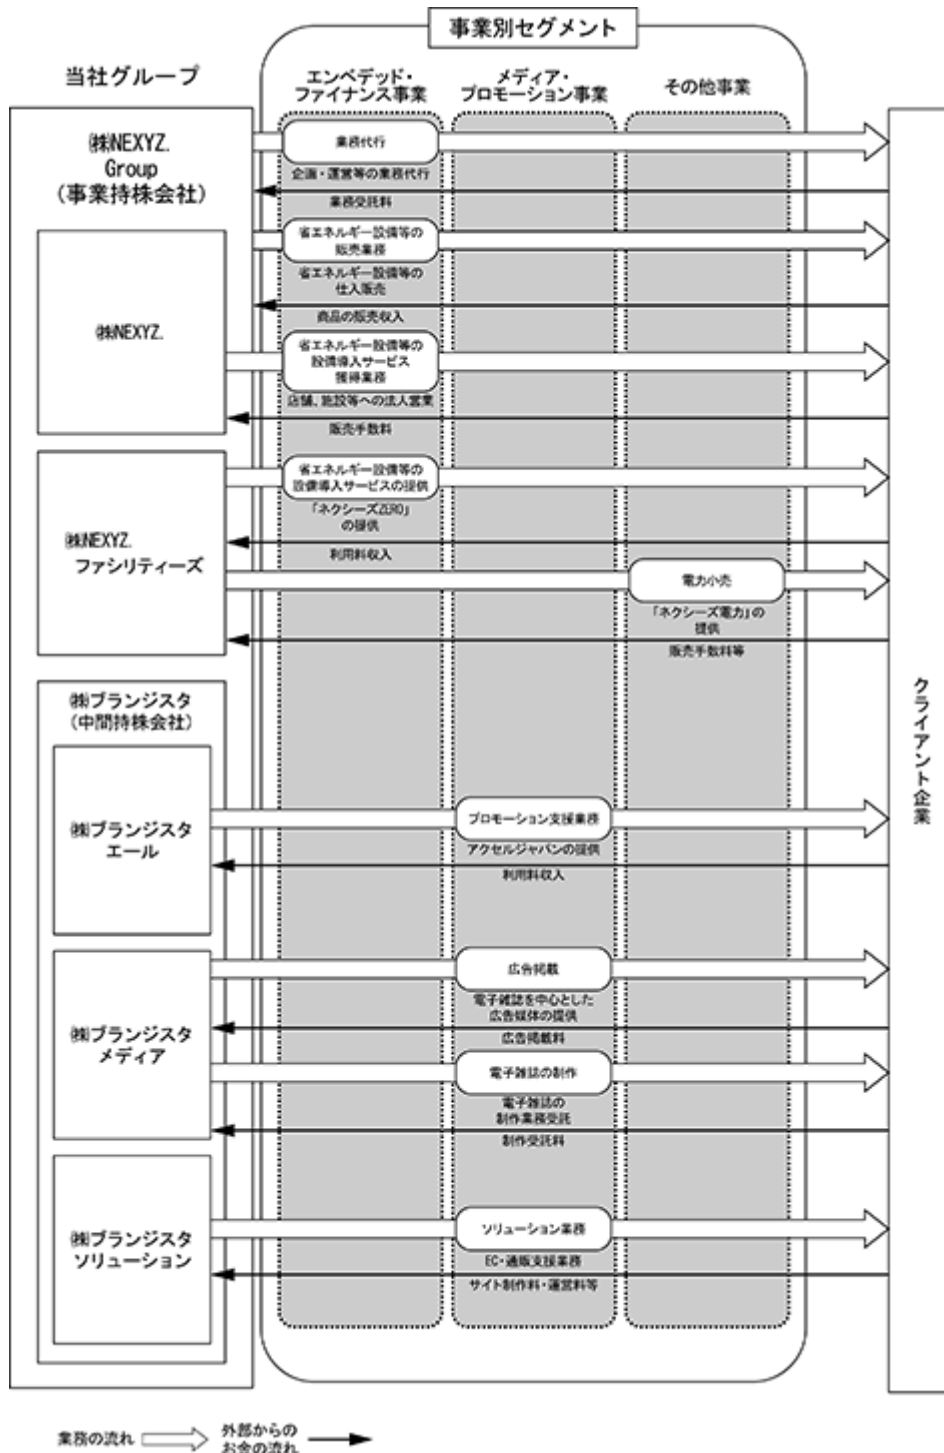 事業別セグメント
当社グループ
エンベデッド・
ファイナンス事業
メディア・
プロモーション事業
その他事業
㈱NEXYZ.
Group
(事業持株会社)
業務代行
企画・運営等の業務代行
業務受託料
省エネルギー設備等の
販売業務
省エネルギー設備等の
仕入販売
商品の販売収入
㈱NEXYZ.
省エネルギー設備等の
設備導入サービス
獲得業務
店舗、施設等への法人営業
販売手数料
㈱NEXYZ.
ファシリティーズ
省エネルギー設備等の
設備導入サービスの提供
「ネクシーズZERO」
の提供
利用料収入
電力小売
「ネクシーズ電力」の
提供
販売手数料等
クライアント企業
㈱ブランジスタ
(中間持株会社)
㈱ブランジスタ
エール
プロモーション支援業務
アクセルジャパンの提供
利用料収入
㈱ブランジスタ
メディア
広告掲載
電子雑誌を中心とした
広告媒体の提供
広告掲載料
電子雑誌の制作
電子雑誌の
制作業務受託
制作受託料
㈱ブランジスタ
ソリューション
ソリューション業務
EC・通販支援業務
サイト制作料・運営料等
業務の流れ
外部からの
お金の流れ